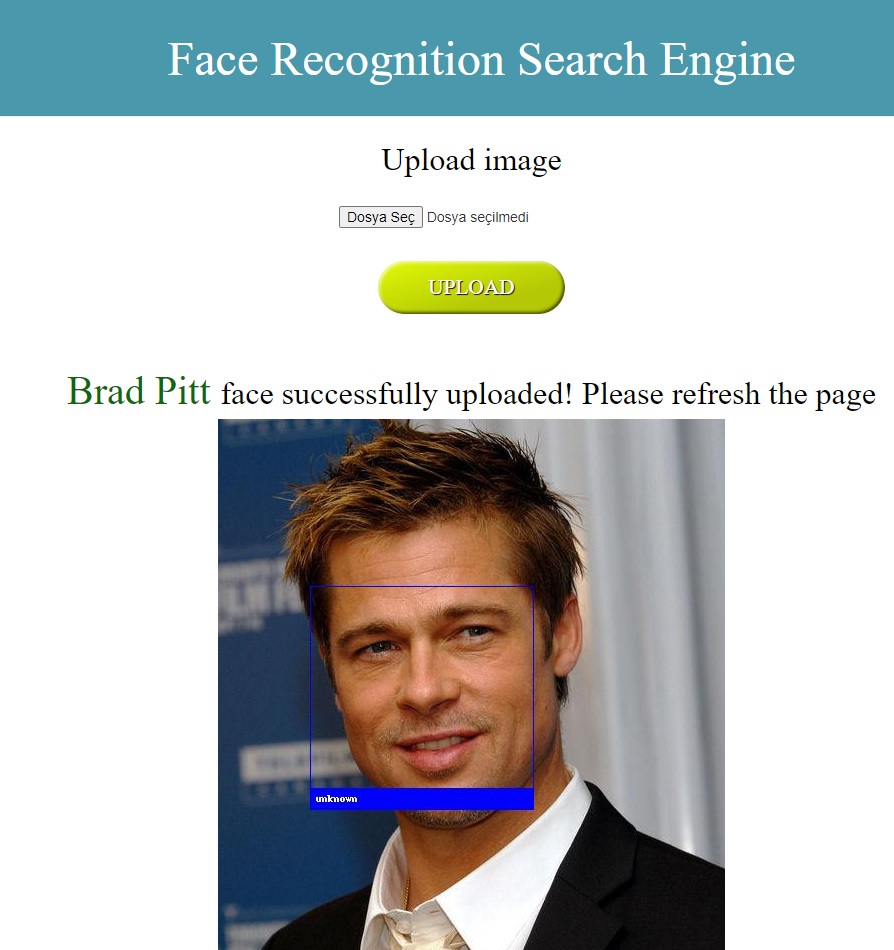 Face Recognition Search Engine
Upload image
Dosya Seç Dosya seçilmedi
UPLOAD
Brad Pitt face successfully uploaded! Please refresh the page
unknown